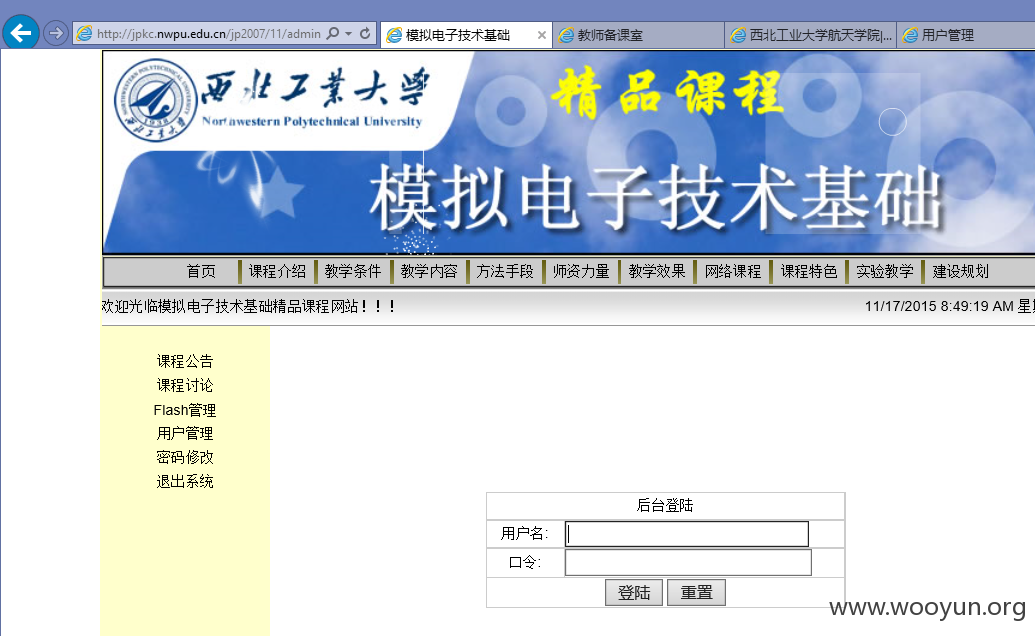 http://jpkc.nwpu.edu.cn/jp2007/11/admin
模拟电子技术基础
教师备课室
西北工业大学航天学院|...
用户管理
西北工业大学
Northwestern Polytechnical University
精品课程
模拟电子技术基础
首页 课程介绍 教学条件 教学内容 方法手段 师资力量 教学效果 网络课程 课程特色 实验教学 建设规划
欢迎光临模拟电子技术基础精品课程网站！！！ 11/17/2015 8:49:19 AM 星
课程公告
课程讨论
Flash管理
用户管理
密码修改
退出系统
后台登陆
用户名:
口令:
登陆 重置
www.wooyun.org